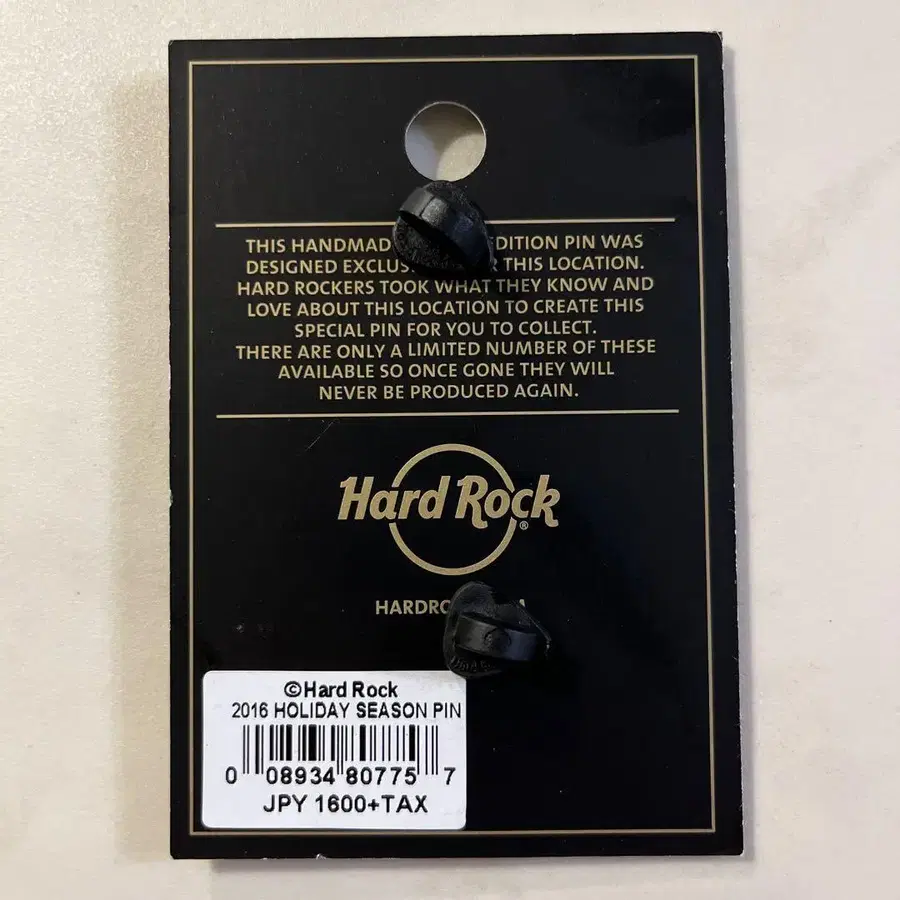 THIS HANDMAD EDITION PIN WAS
DESIGNED EXCLUS R THIS LOCATION.
HARD ROCKERS TOOK WHAT THEY KNOW AND
LOVE ABOUT THIS LOCATION TO CREATE THIS
SPECIAL PIN FOR YOU TO COLLECT.
THERE ARE ONLY A LIMITED NUMBER OF THESE
AVAILABLE SO ONCE GONE THEY WILL
NEVER BE PRODUCED AGAIN.
Hard Rock®
HARDRO
©Hard Rock
2016 HOLIDAY SEASON PIN
0 08934 80775 7
JPY 1600+TAX